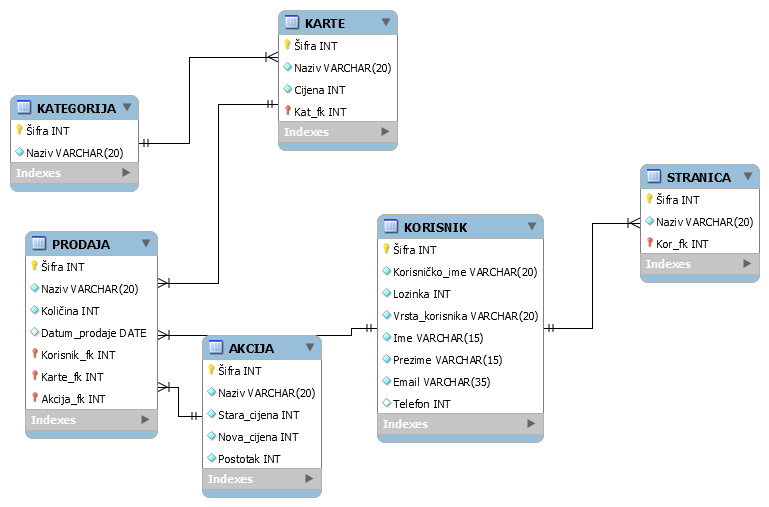 KARTE
Šifra INT
Naziv VARCHAR(20)
Cijena INT
Kat_fk INT
Indexes
KATEGORIJA
Šifra INT
Naziv VARCHAR(20)
Indexes
STRANICA
Šifra INT
Naziv VARCHAR(20)
Kor_fk INT
Indexes
PRODAJA
Šifra INT
Naziv VARCHAR(20)
Količina INT
Datum_prodaje DATE
Korisnik_fk INT
Karte_fk INT
Akcija_fk INT
Indexes
KORISNIK
Šifra INT
Korisničko_ime VARCHAR(20)
Lozinka INT
Vrsta_korisnika VARCHAR(20)
Ime VARCHAR(15)
Prezime VARCHAR(15)
Email VARCHAR(35)
Telefon INT
Indexes
AKCIJA
Šifra INT
Naziv VARCHAR(20)
Stara_cijena INT
Nova_cijena INT
Postotak INT
Indexes